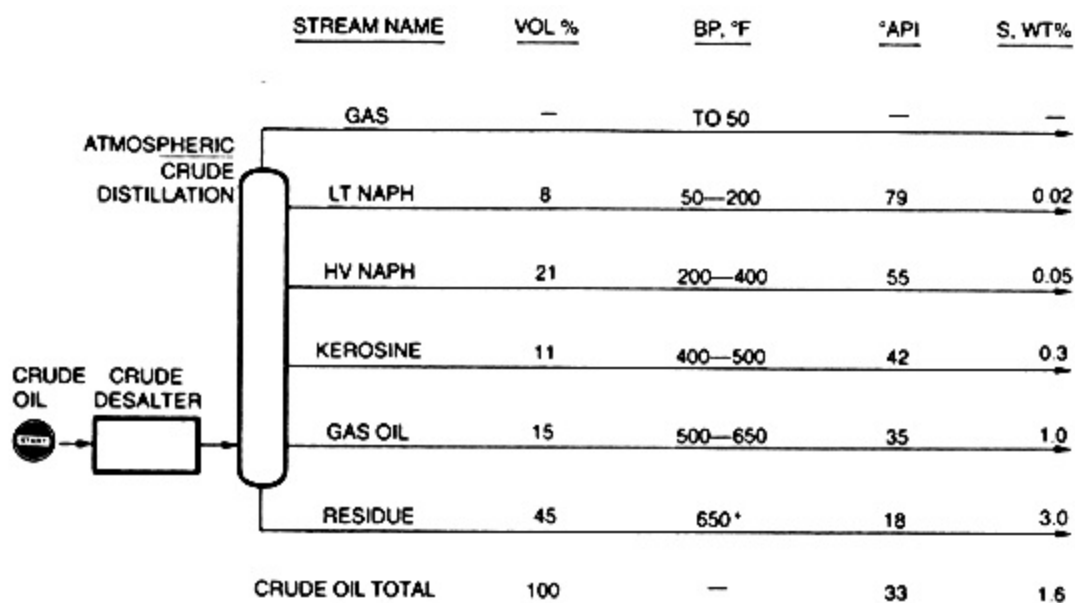 STREAM NAME VOL % BP, °F °API S, WT%
GAS — TO 50 — —
ATMOSPHERIC
CRUDE
DISTILLATION
LT NAPH 8 50—200 79 0.02
HV NAPH 21 200—400 55 0.05
KEROSINE 11 400—500 42 0.3
CRUDE OIL
CRUDE DESALTER
START
GAS OIL 15 500—650 35 1.0
RESIDUE 45 650+ 18 3.0
CRUDE OIL TOTAL 100 — 33 1.6